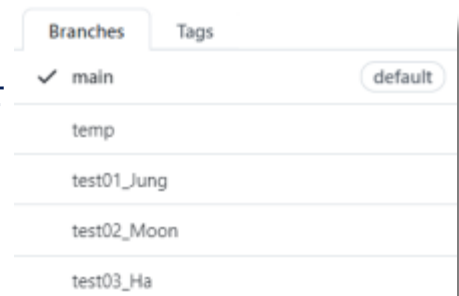 Branches Tags
main default
temp
test01_Jung
test02_Moon
test03_Ha